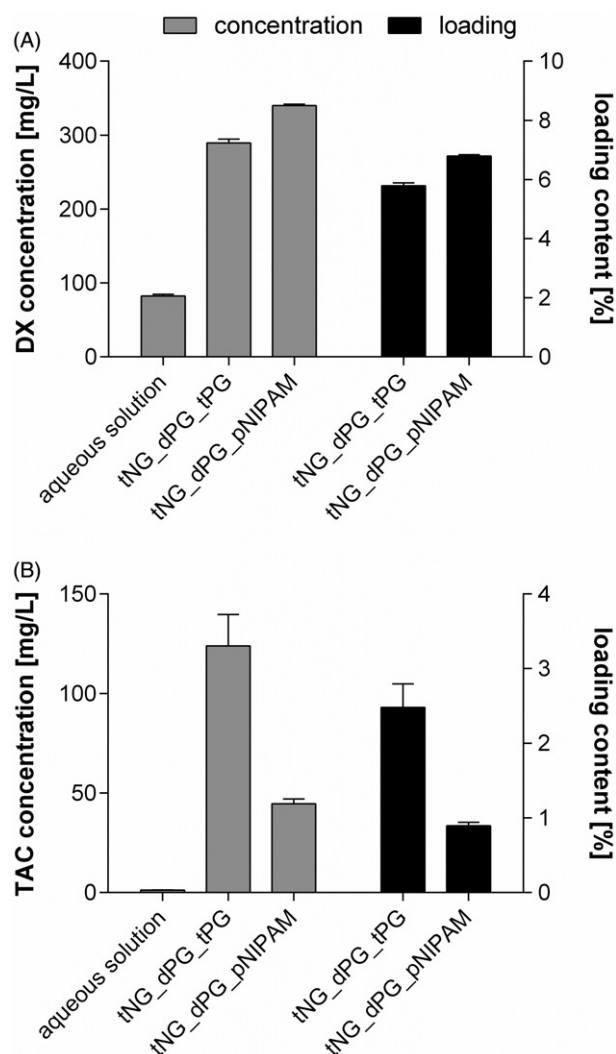 concentration loading
(A)
DX concentration [mg/L]
400
300
200
100
0
10
8
6
4
2
0
loading content [%]
aqueous solution
tNG_dPG_tPG
tNG_dPG_pNIPAM
tNG_dPG_tPG
tNG_dPG_pNIPAM
(B)
TAC concentration [mg/L]
150
100
50
0
4
3
2
1
0
loading content [%]
aqueous solution
tNG_dPG_tPG
tNG_dPG_pNIPAM
tNG_dPG_tPG
tNG_dPG_pNIPAM